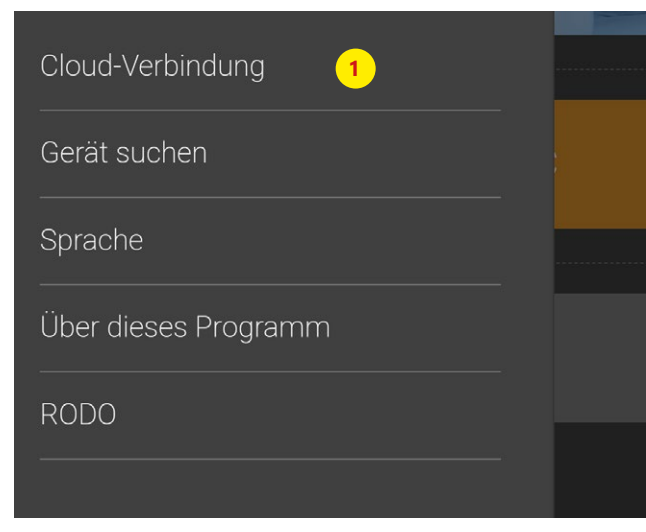 Cloud-Verbindung 1
Gerät suchen
Sprache
Über dieses Programm
RODO